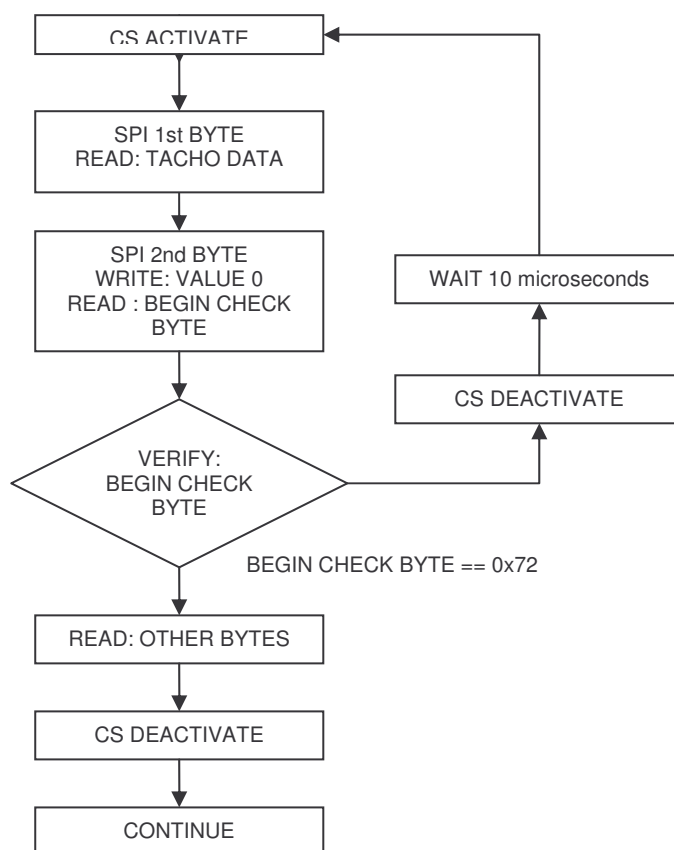 CS ACTIVATE
SPI 1st BYTE
READ: TACHO DATA
SPI 2nd BYTE
WRITE: VALUE 0
READ : BEGIN CHECK
BYTE
WAIT 10 microseconds
CS DEACTIVATE
VERIFY:
BEGIN CHECK
BYTE
BEGIN CHECK BYTE == 0x72
READ: OTHER BYTES
CS DEACTIVATE
CONTINUE